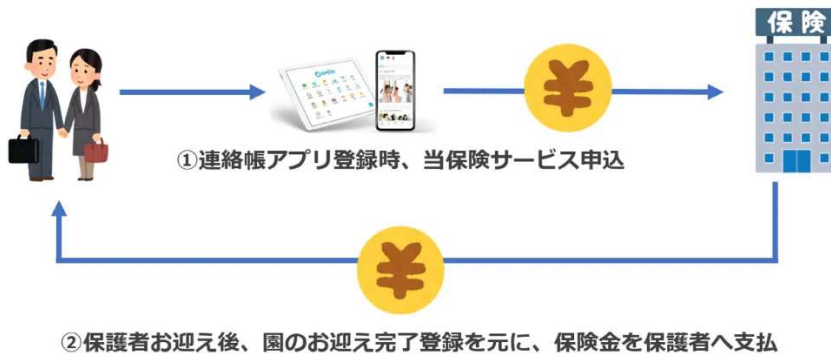 保険
①連絡帳アプリ登録時、当保険サービス申込
②保護者お迎え後、園のお迎え完了登録を元に、保険金を保護者へ支払